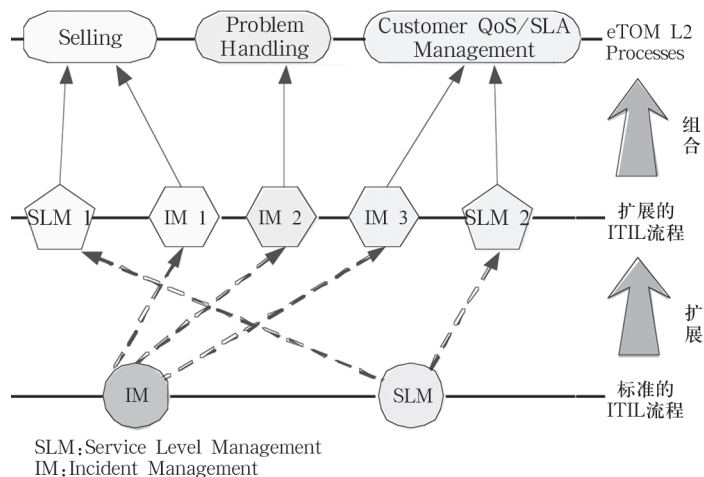 Selling
Problem
Handling
Customer QoS/SLA
Management
eTOM L2
Processes
组
合
SLM 1
IM 1
IM 2
IM 3
SLM 2
扩展的
ITIL流程
扩
展
IM
SLM
标准的
ITIL流程
SLM:Service Level Management
IM:Incident Management